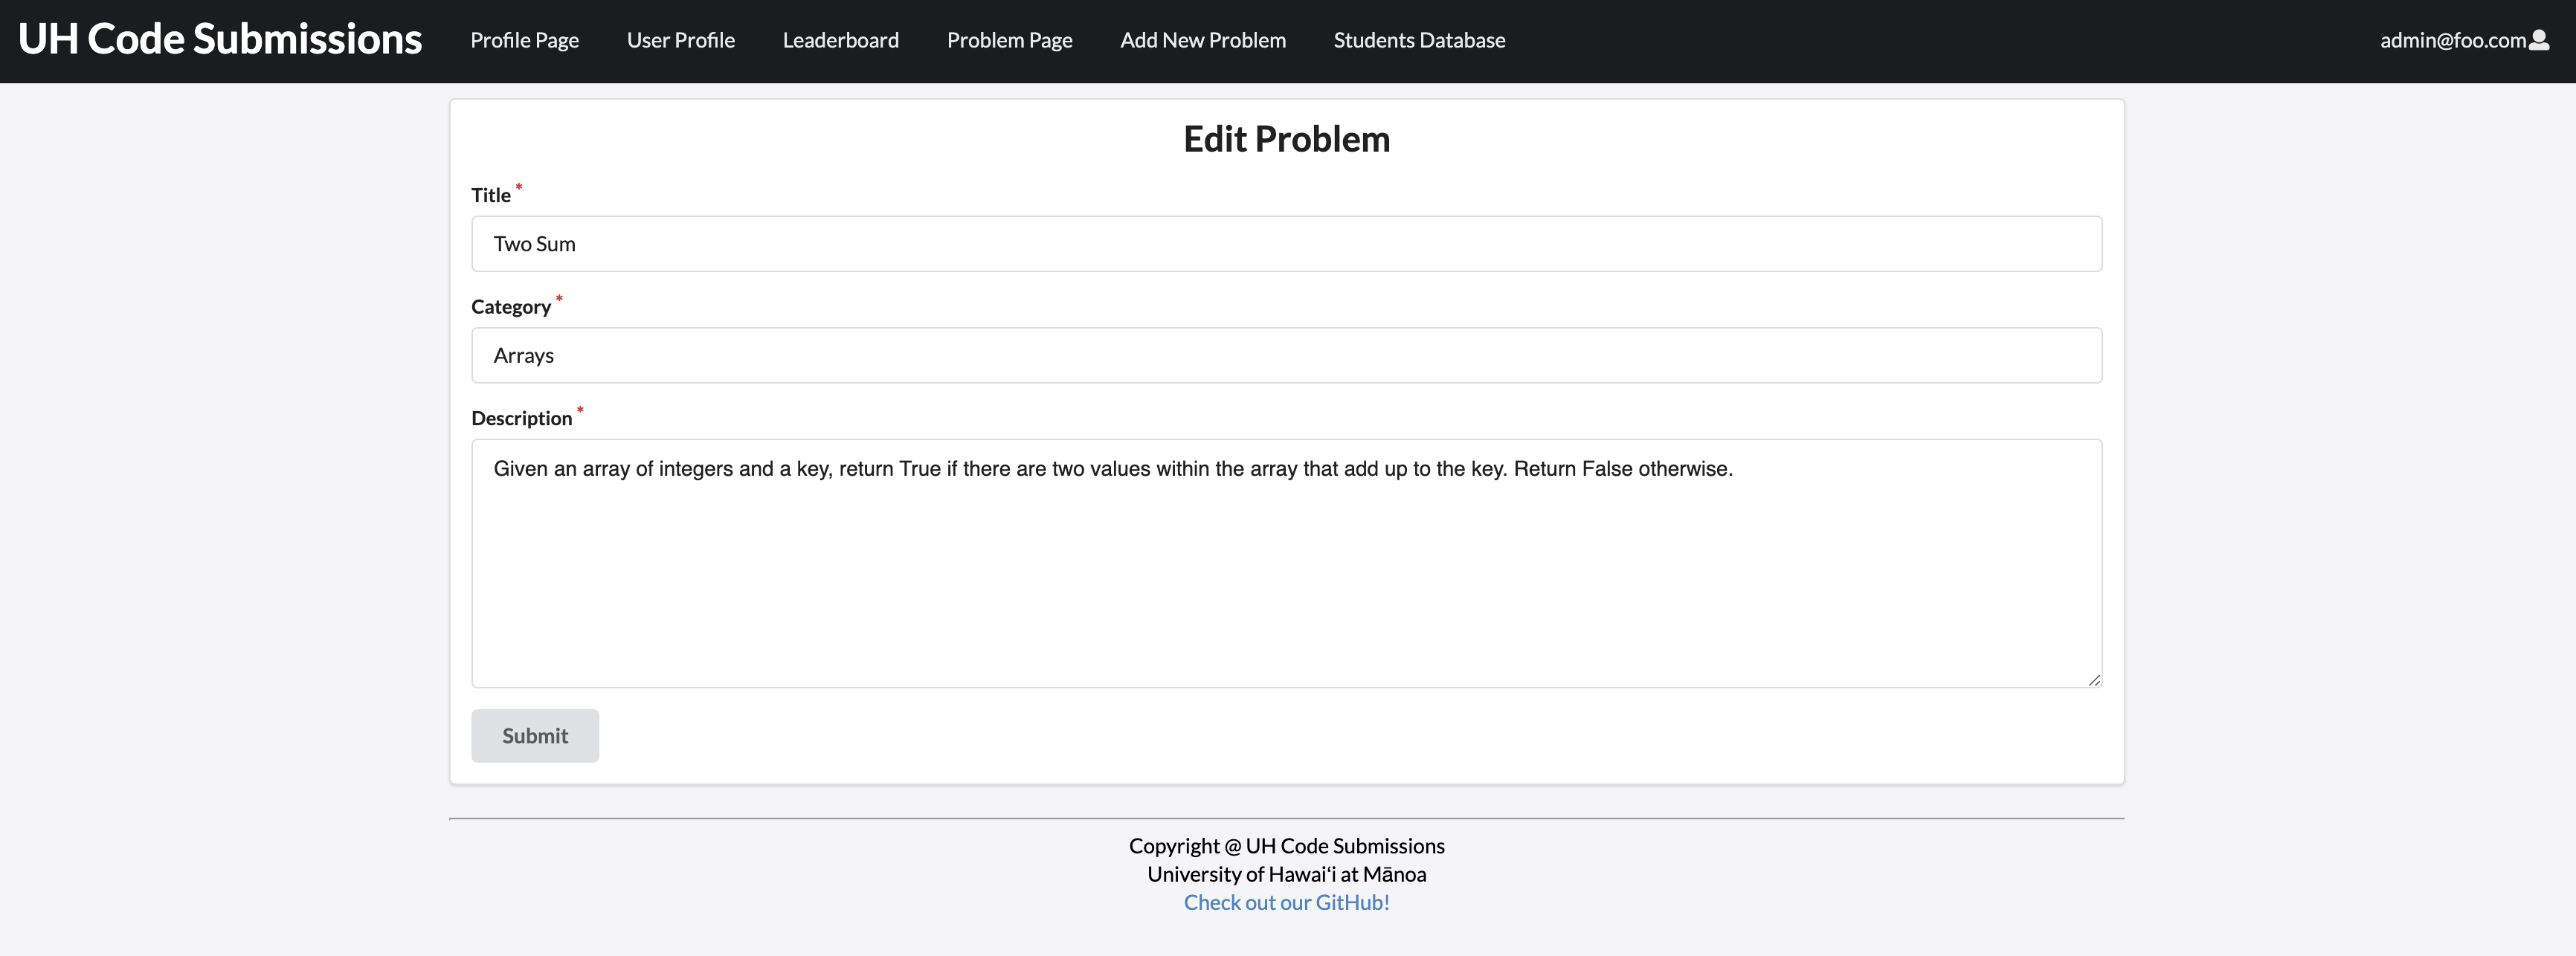 UH Code Submissions Profile Page User Profile Leaderboard Problem Page Add New Problem Students Database admin@foo.com
Edit Problem
Title *
Two Sum
Category *
Arrays
Description *
Given an array of integers and a key, return True if there are two values within the array that add up to the key. Return False otherwise.
Submit
Copyright @ UH Code Submissions
University of Hawaiʻi at Mānoa
Check out our GitHub!